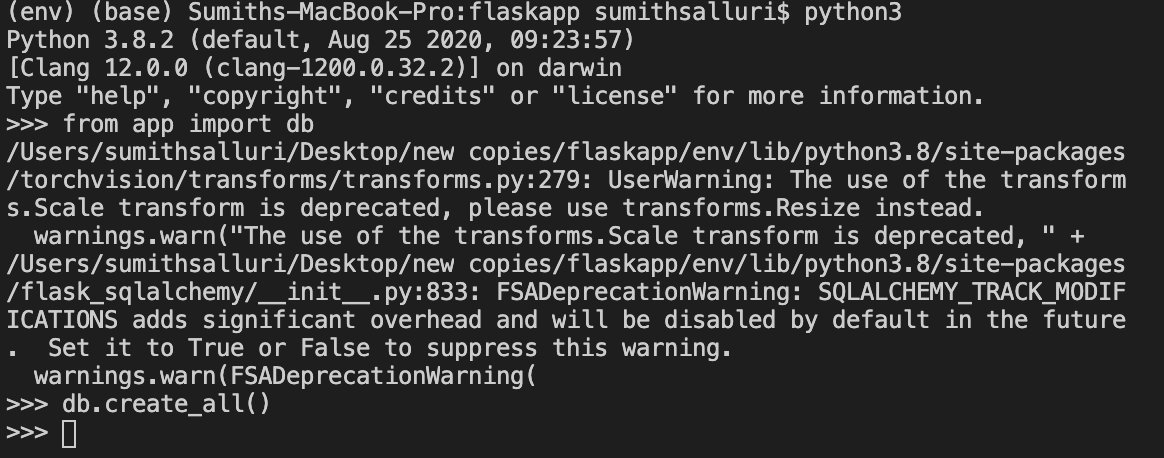 (env) (base) Sumiths-MacBook-Pro:flaskapp sumithsalluri$ python3
Python 3.8.2 (default, Aug 25 2020, 09:23:57)
[Clang 12.0.0 (clang-1200.0.32.2)] on darwin
Type "help", "copyright", "credits" or "license" for more information.
>>> from app import db
/Users/sumithsalluri/Desktop/new copies/flaskapp/env/lib/python3.8/site-packages
/torchvision/transforms/transforms.py:279: UserWarning: The use of the transform
s.Scale transform is deprecated, please use transforms.Resize instead.
  warnings.warn("The use of the transforms.Scale transform is deprecated, " +
/Users/sumithsalluri/Desktop/new copies/flaskapp/env/lib/python3.8/site-packages
/flask_sqlalchemy/__init__.py:833: FSADeprecationWarning: SQLALCHEMY_TRACK_MODIF
ICATIONS adds significant overhead and will be disabled by default in the future
.  Set it to True or False to suppress this warning.
  warnings.warn(FSADeprecationWarning(
>>> db.create_all()
>>>